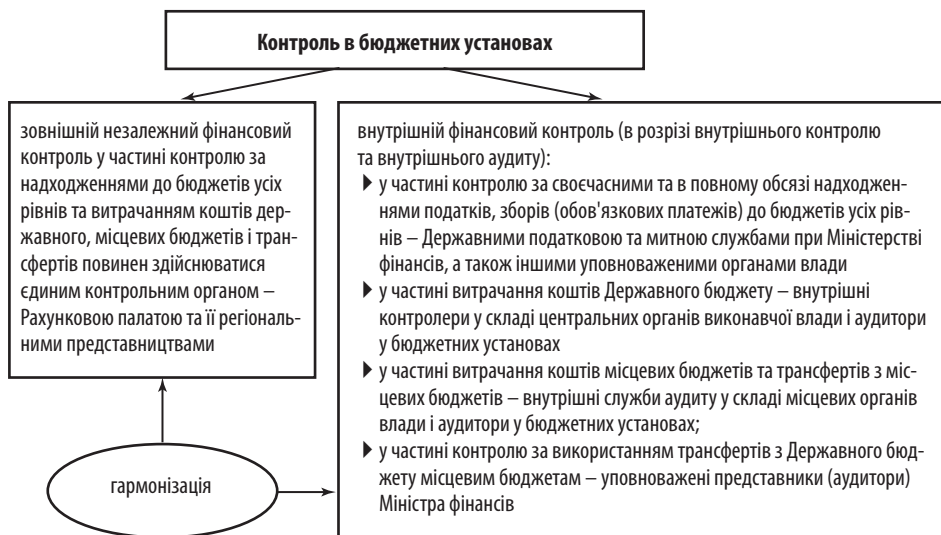 Контроль в бюджетних установах
зовнішній незалежний фінансовий
контроль у частині контролю за
надходженнями до бюджетів усіх
рівнів та витрачанням коштів дер-
жавного, місцевих бюджетів і тран-
сфертів повинен здійснюватися
єдиним контрольним органом –
Рахунковою палатою та її регіональ-
ними представництвами
внутрішній фінансовий контроль (в розрізі внутрішнього контролю
та внутрішнього аудиту):
у частині контролю за своєчасними та в повному обсязі надходжен-
нями податків, зборів (обов'язкових платежів) до бюджетів усіх рів-
нів – Державними податковою та митною службами при Міністерстві
фінансів, а також іншими уповноваженими органами влади
у частині витрачання коштів Державного бюджету – внутрішні
контролери у складі центральних органів виконавчої влади і аудитори
у бюджетних установах
у частині витрачання коштів місцевих бюджетів та трансфертів з міс-
цевих бюджетів – внутрішні служби аудиту у складі місцевих органів
влади і аудитори у бюджетних установах;
у частині контролю за використанням трансфертів з Державного бюд-
жету місцевим бюджетам – уповноважені представники (аудитори)
Міністра фінансів
гармонізація